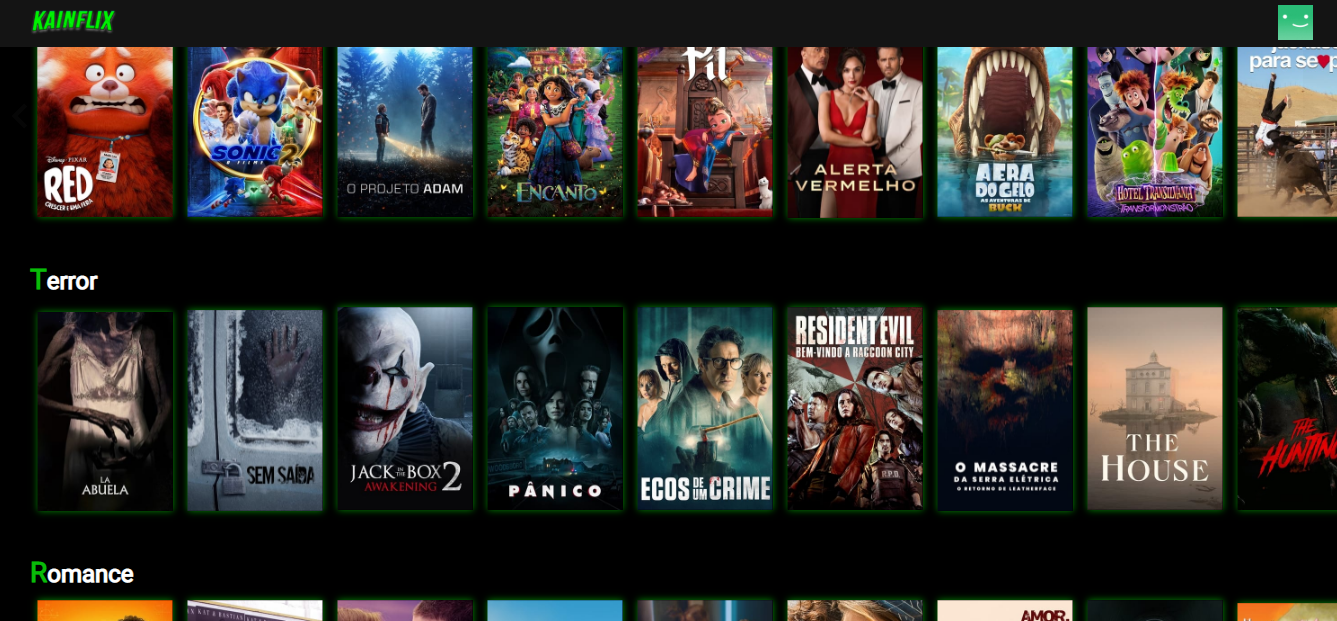 KAINFLIX
Disney PIXAR
RED
CRESCER É UMA FERA
SONIC 2
O FILME
O PROJETO ADAM
ENCANTO
Pil
ALERTA
VERMELHO
A ERA
DO GELO
AS AVENTURAS DE
BUCK
HOTEL TRANSILVÂNIA
TRANSFORMONSTRÃO
para se
Terror
LA
ABUELA
SEM SAÍDA
JACK IN THE BOX 2
AWAKENING
PÂNICO
ECOS DE UM CRIME
RESIDENT EVIL
BEM-VINDO A RACCOON CITY
R.P.D.
O MASSACRE
DA SERRA ELÉTRICA
O RETORNO DE LEATHERFACE
THE
HOUSE
THE
HUNTIN
Romance
AMOR,